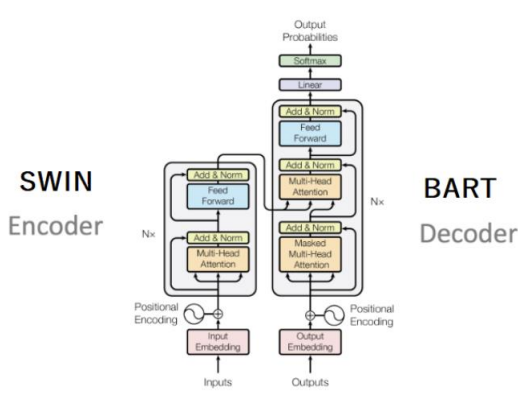 Output
Probabilities
Softmax
Linear
Add & Norm
Feed
Forward
Add & Norm
Multi-Head
Attention
Add & Norm
Masked
Multi-Head
Attention
Nx
Positional
Encoding
Output
Embedding
Outputs
BART
Decoder
SWIN
Encoder
Add & Norm
Feed
Forward
Nx
Add & Norm
Multi-Head
Attention
Positional
Encoding
Input
Embedding
Inputs